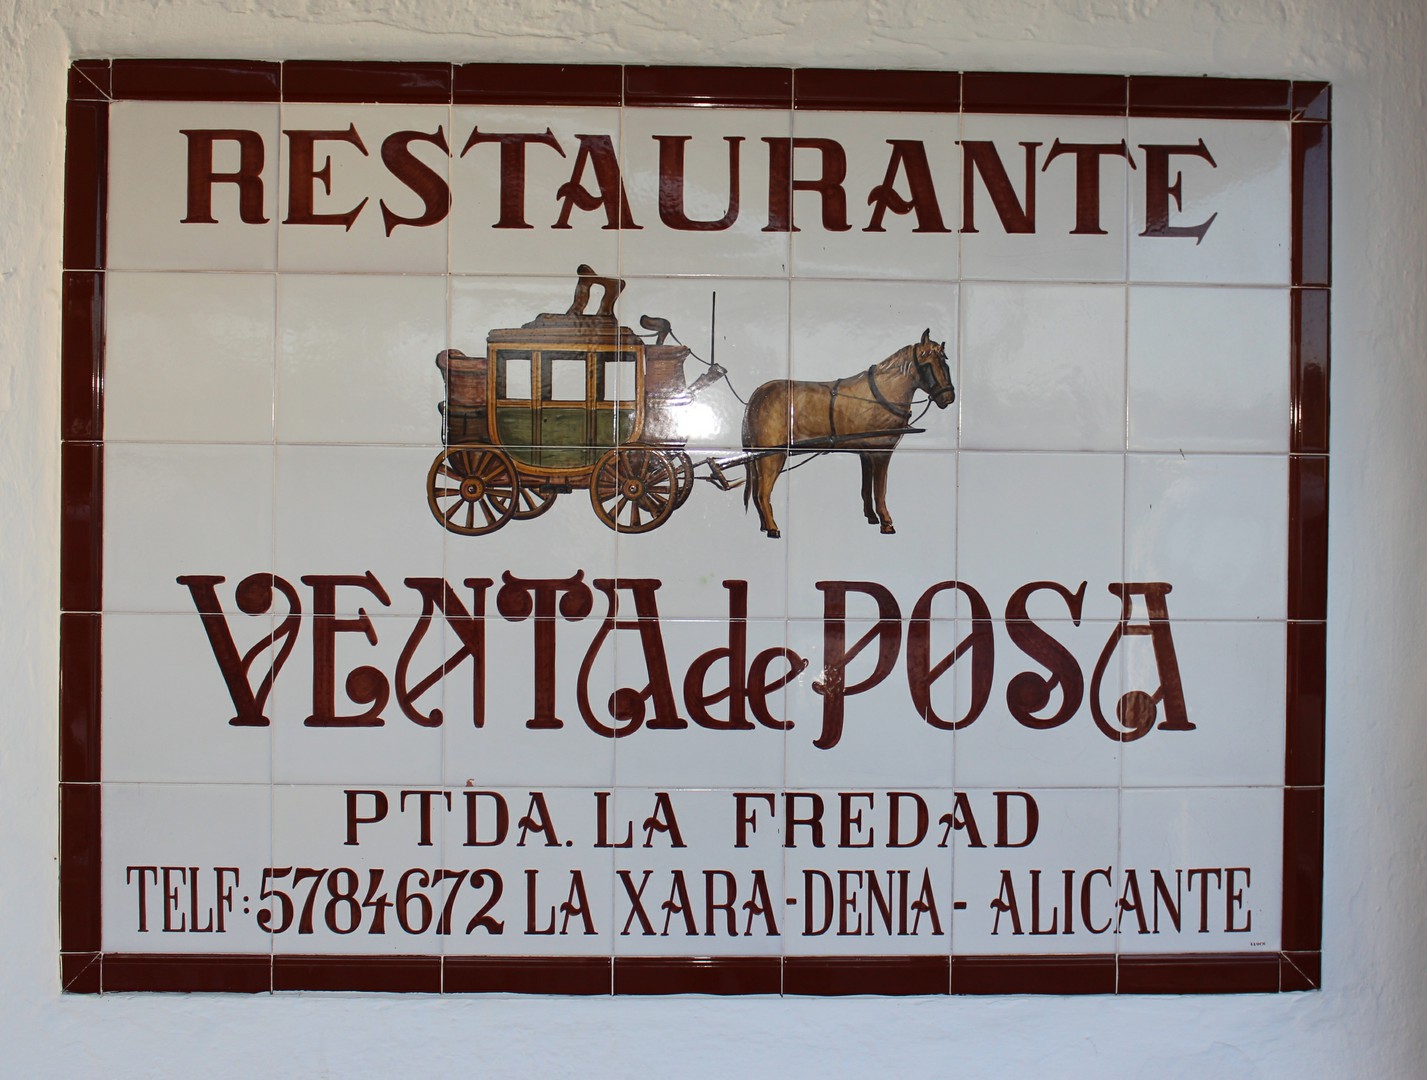 RESTAURANTE
VENTA de POSA
PTDA. LA FREDAD
TELF: 5784672 LA XARA - DENIA - ALICANTE